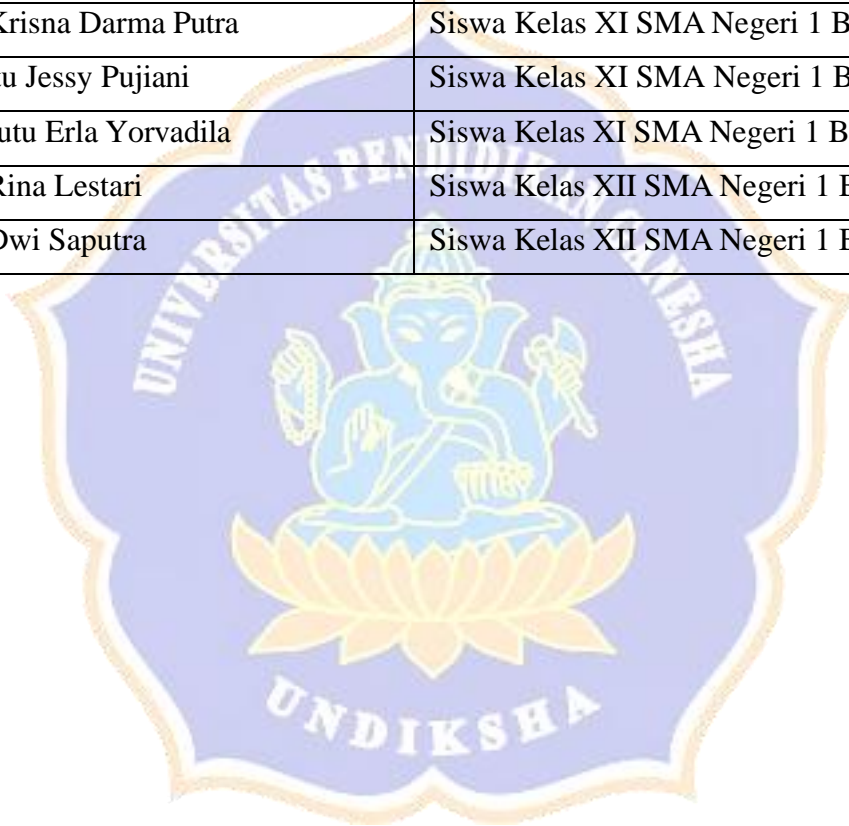 Krisna Darma Putra Siswa Kelas XI SMA Negeri 1 B
u Jessy Pujiani Siswa Kelas XI SMA Negeri 1 B
utu Erla Yorvadila Siswa Kelas XI SMA Negeri 1 B
Rina Lestari Siswa Kelas XII SMA Negeri 1
Dwi Saputra Siswa Kelas XII SMA Negeri 1
UNIVERSITAS PENDIDIKAN GANESHA
UNDIKSHA